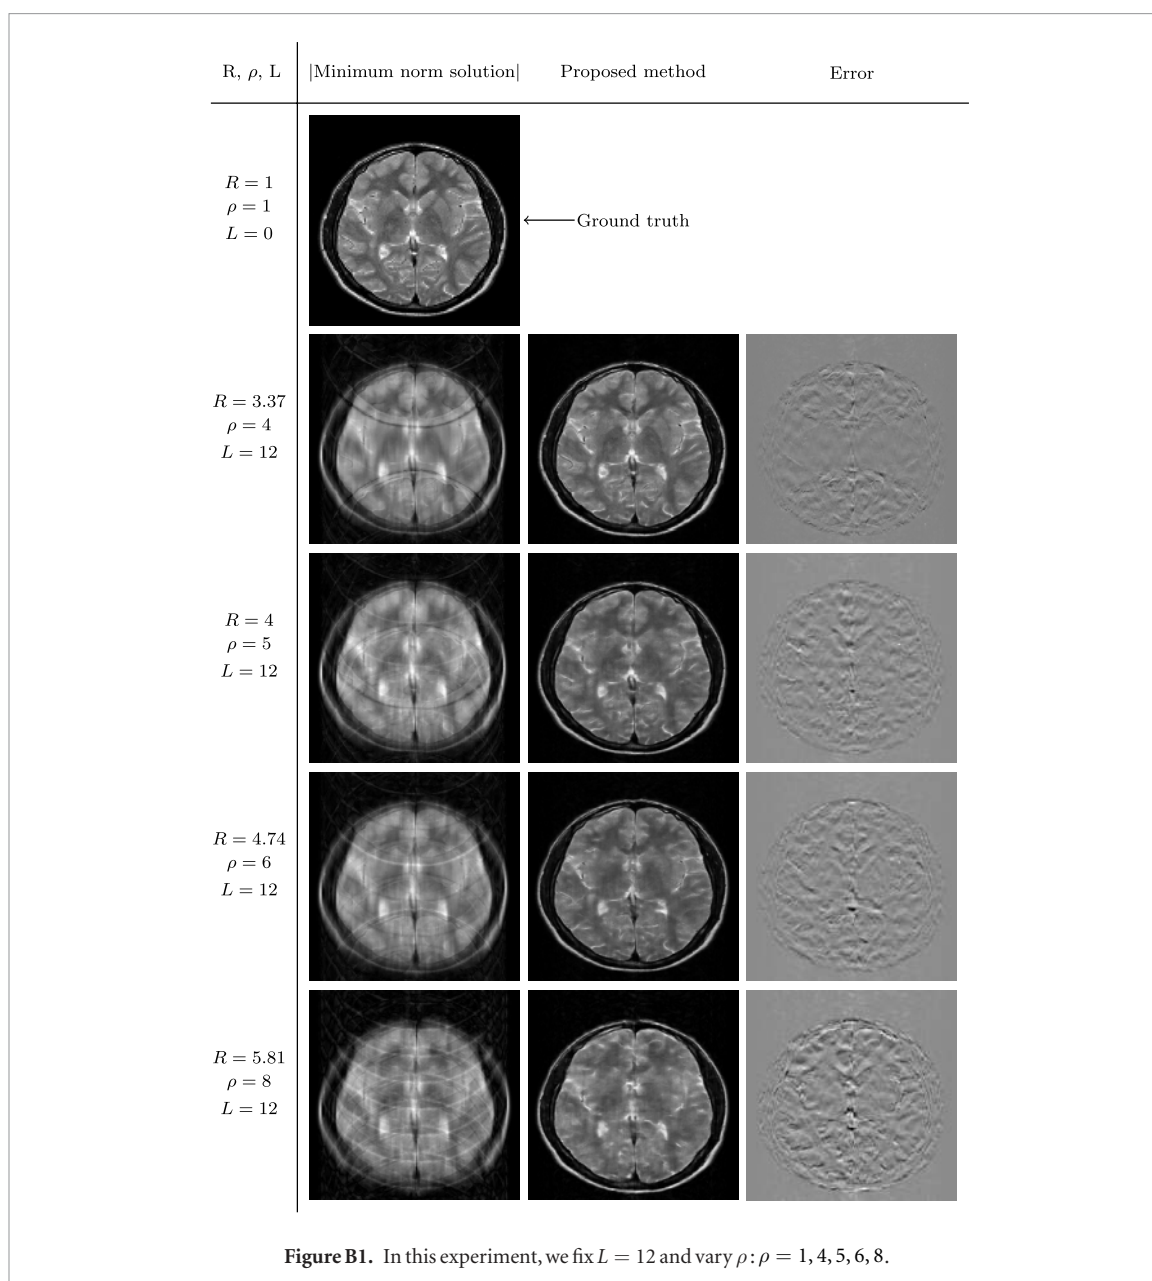 R, ρ, L |Minimum norm solution| Proposed method Error
R = 1
ρ = 1
L = 0
Ground truth
R = 3.37
ρ = 4
L = 12
R = 4
ρ = 5
L = 12
R = 4.74
ρ = 6
L = 12
R = 5.81
ρ = 8
L = 12
Figure B1. In this experiment, we fix L = 12 and vary ρ: ρ = 1, 4, 5, 6, 8.